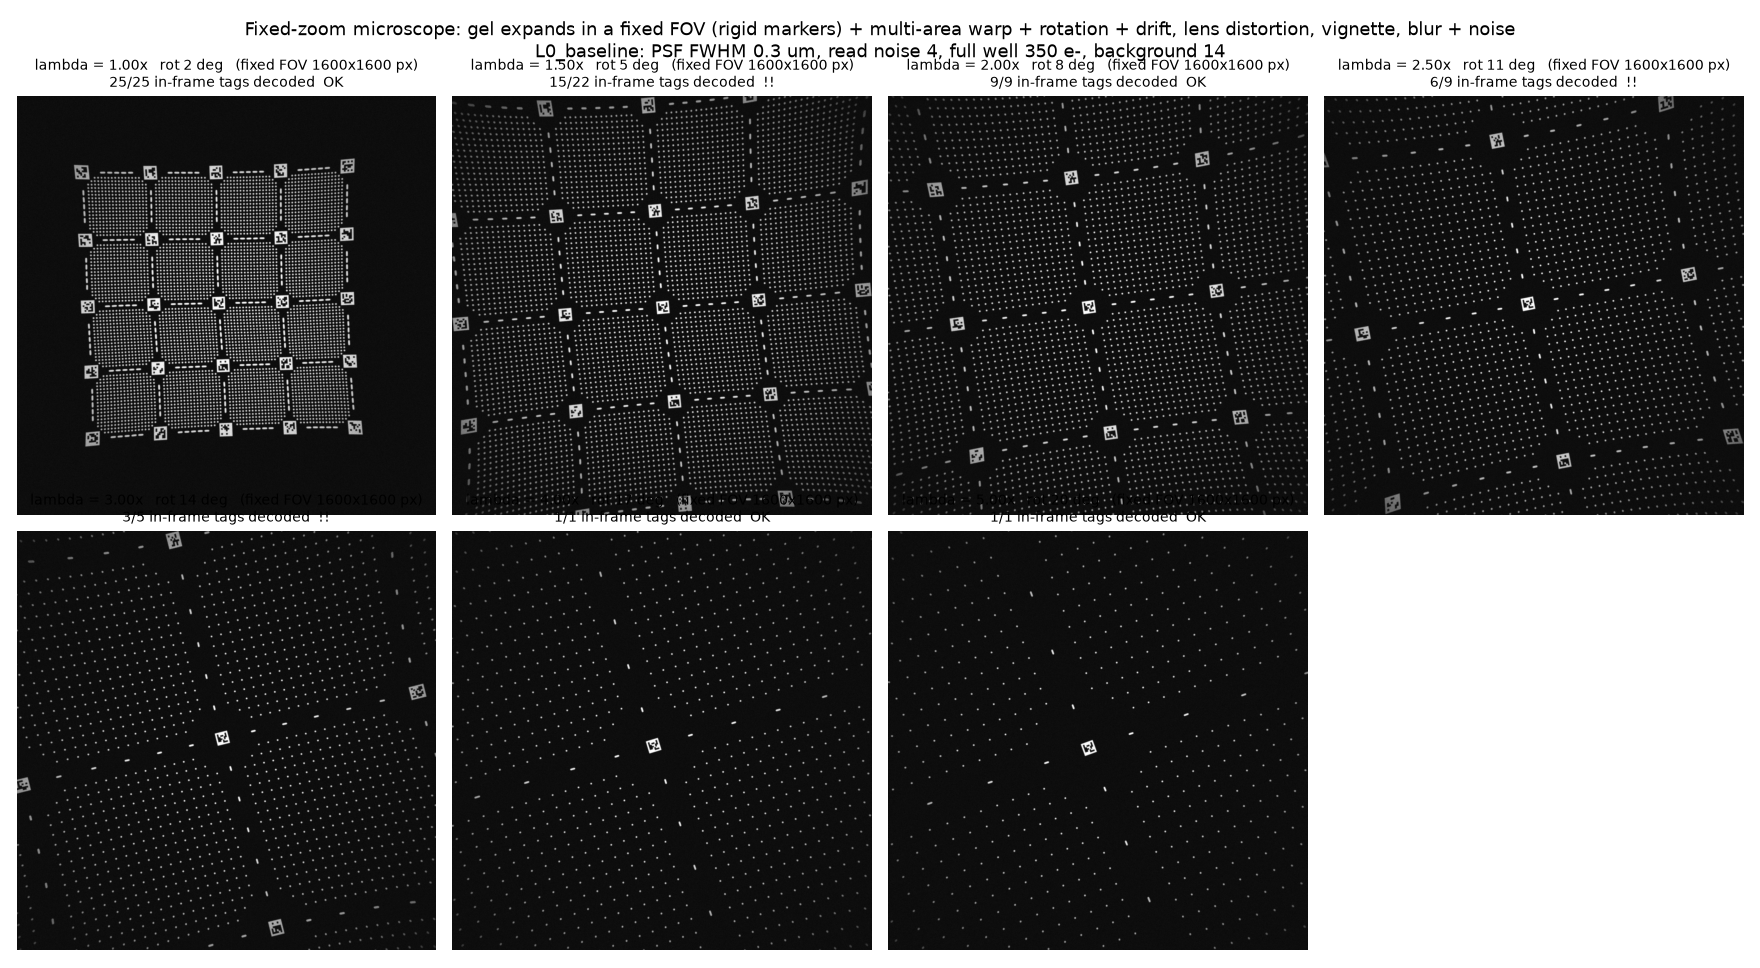 Fixed-zoom microscope: gel expands in a fixed FOV (rigid markers) + multi-area warp + rotation + drift, lens distortion, vignette, blur + noise
L0_baseline: PSF FWHM 0.3 um, read noise 4, full well 350 e-, background 14
lambda = 1.00x rot 2 deg (fixed FOV 1600x1600 px)
25/25 in-frame tags decoded OK
lambda = 1.50x rot 5 deg (fixed FOV 1600x1600 px)
15/22 in-frame tags decoded !!
lambda = 2.00x rot 8 deg (fixed FOV 1600x1600 px)
9/9 in-frame tags decoded OK
lambda = 2.50x rot 11 deg (fixed FOV 1600x1600 px)
6/9 in-frame tags decoded !!
lambda = 3.00x rot 14 deg (fixed FOV 1600x1600 px)
3/5 in-frame tags decoded !!
1/1 in-frame tags decoded OK
1/1 in-frame tags decoded OK